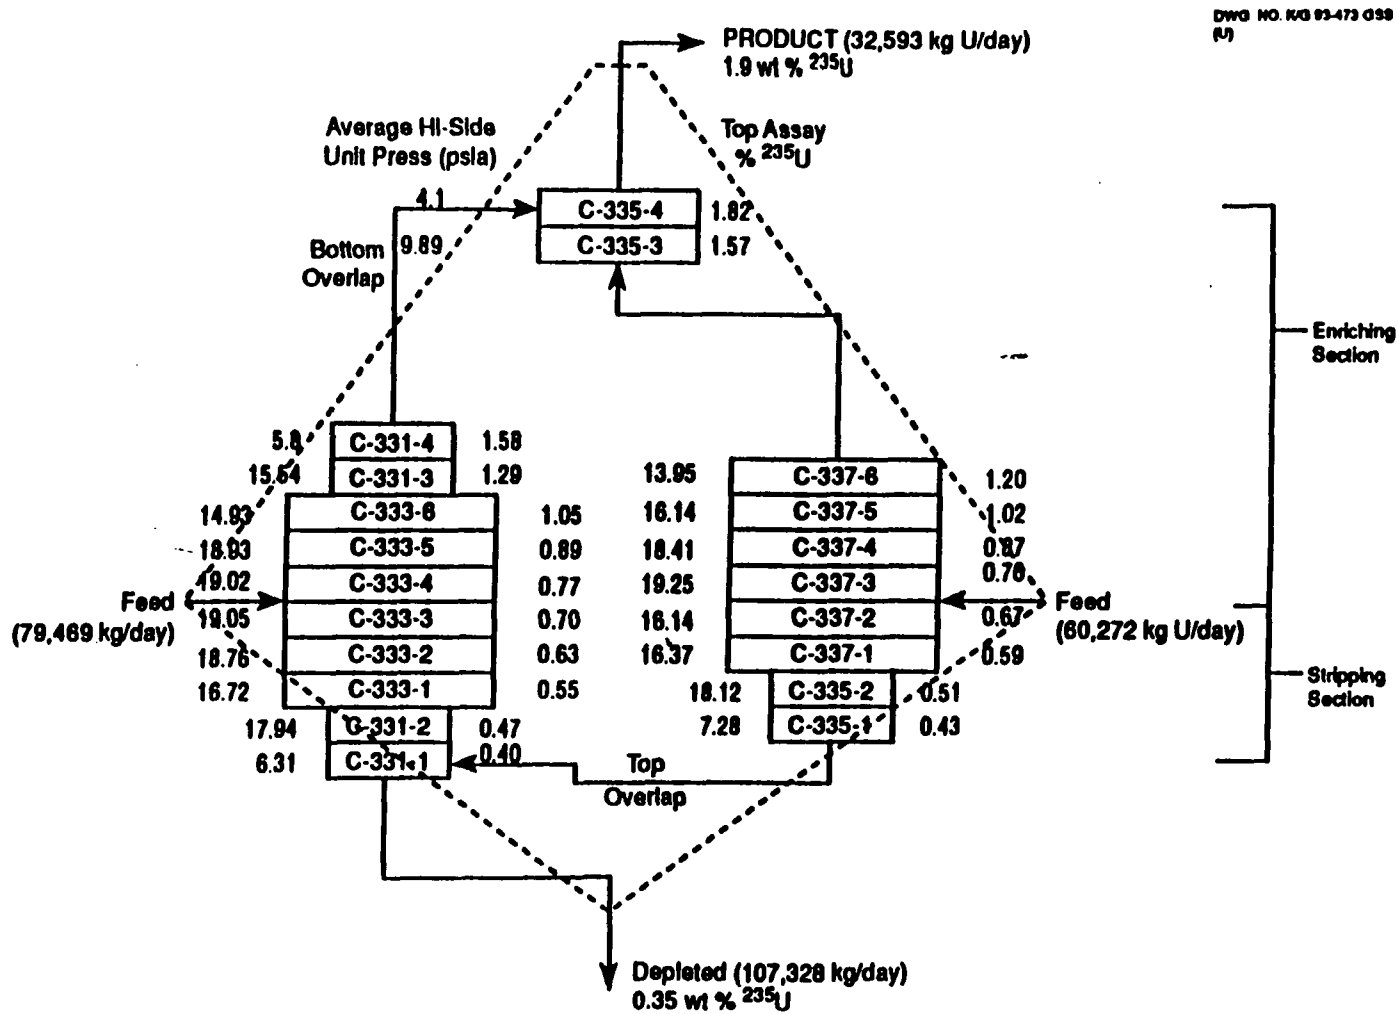 DWG NO. K/G 93-473 GSS
(U)
PRODUCT (32,593 kg U/day)
1.9 wt % 235U
Average Hi-Side
Unit Press (psia)
Top Assay
% 235U
4.1
C-335-4
1.82
Bottom
Overlap
9.89
C-335-3
1.57
Enriching
Section
5.8
C-331-4
1.58
15.54
C-331-3
1.29
14.93
C-333-6
1.05
18.93
C-333-5
0.89
19.02
C-333-4
0.77
Feed
(79,469 kg/day)
19.05
C-333-3
0.70
18.76
C-333-2
0.63
16.72
C-333-1
0.55
17.94
C-331-2
0.47
6.31
C-331-1
0.40
13.95
C-337-6
1.20
16.14
C-337-5
1.02
18.41
C-337-4
0.87
19.25
C-337-3
0.76
16.14
C-337-2
0.67
Feed
(60,272 kg U/day)
16.37
C-337-1
0.59
18.12
C-335-2
0.51
7.28
C-335-1
0.43
Stripping
Section
Top
Overlap
Depleted (107,328 kg/day)
0.35 wt % 235U